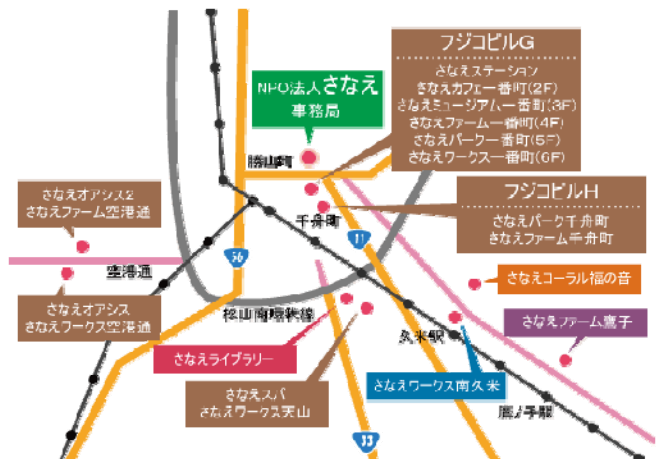 フジコビルG
さなえステーション
さなえカフェ一番町(2F)
さなえミュージアム一番町(3F)
さなえファーム一番町(4F)
さなえパーク一番町(5F)
さなえワークス一番町(6F)
NPO法人さなえ
事務局
勝山町
フジコビルH
さなえパーク千舟町
さなえファーム千舟町
さなえオアシス2
さなえファーム空港通
千舟町
11
56
空港通
さなえコーラル福の音
さなえオアシス
さなえワークス空港通
松山南環状線
さなえファーム鷹子
久米駅
さなえライブラリー
さなえワークス南久米
さなえスパ
さなえワークス天山
鷹ノ子駅
33